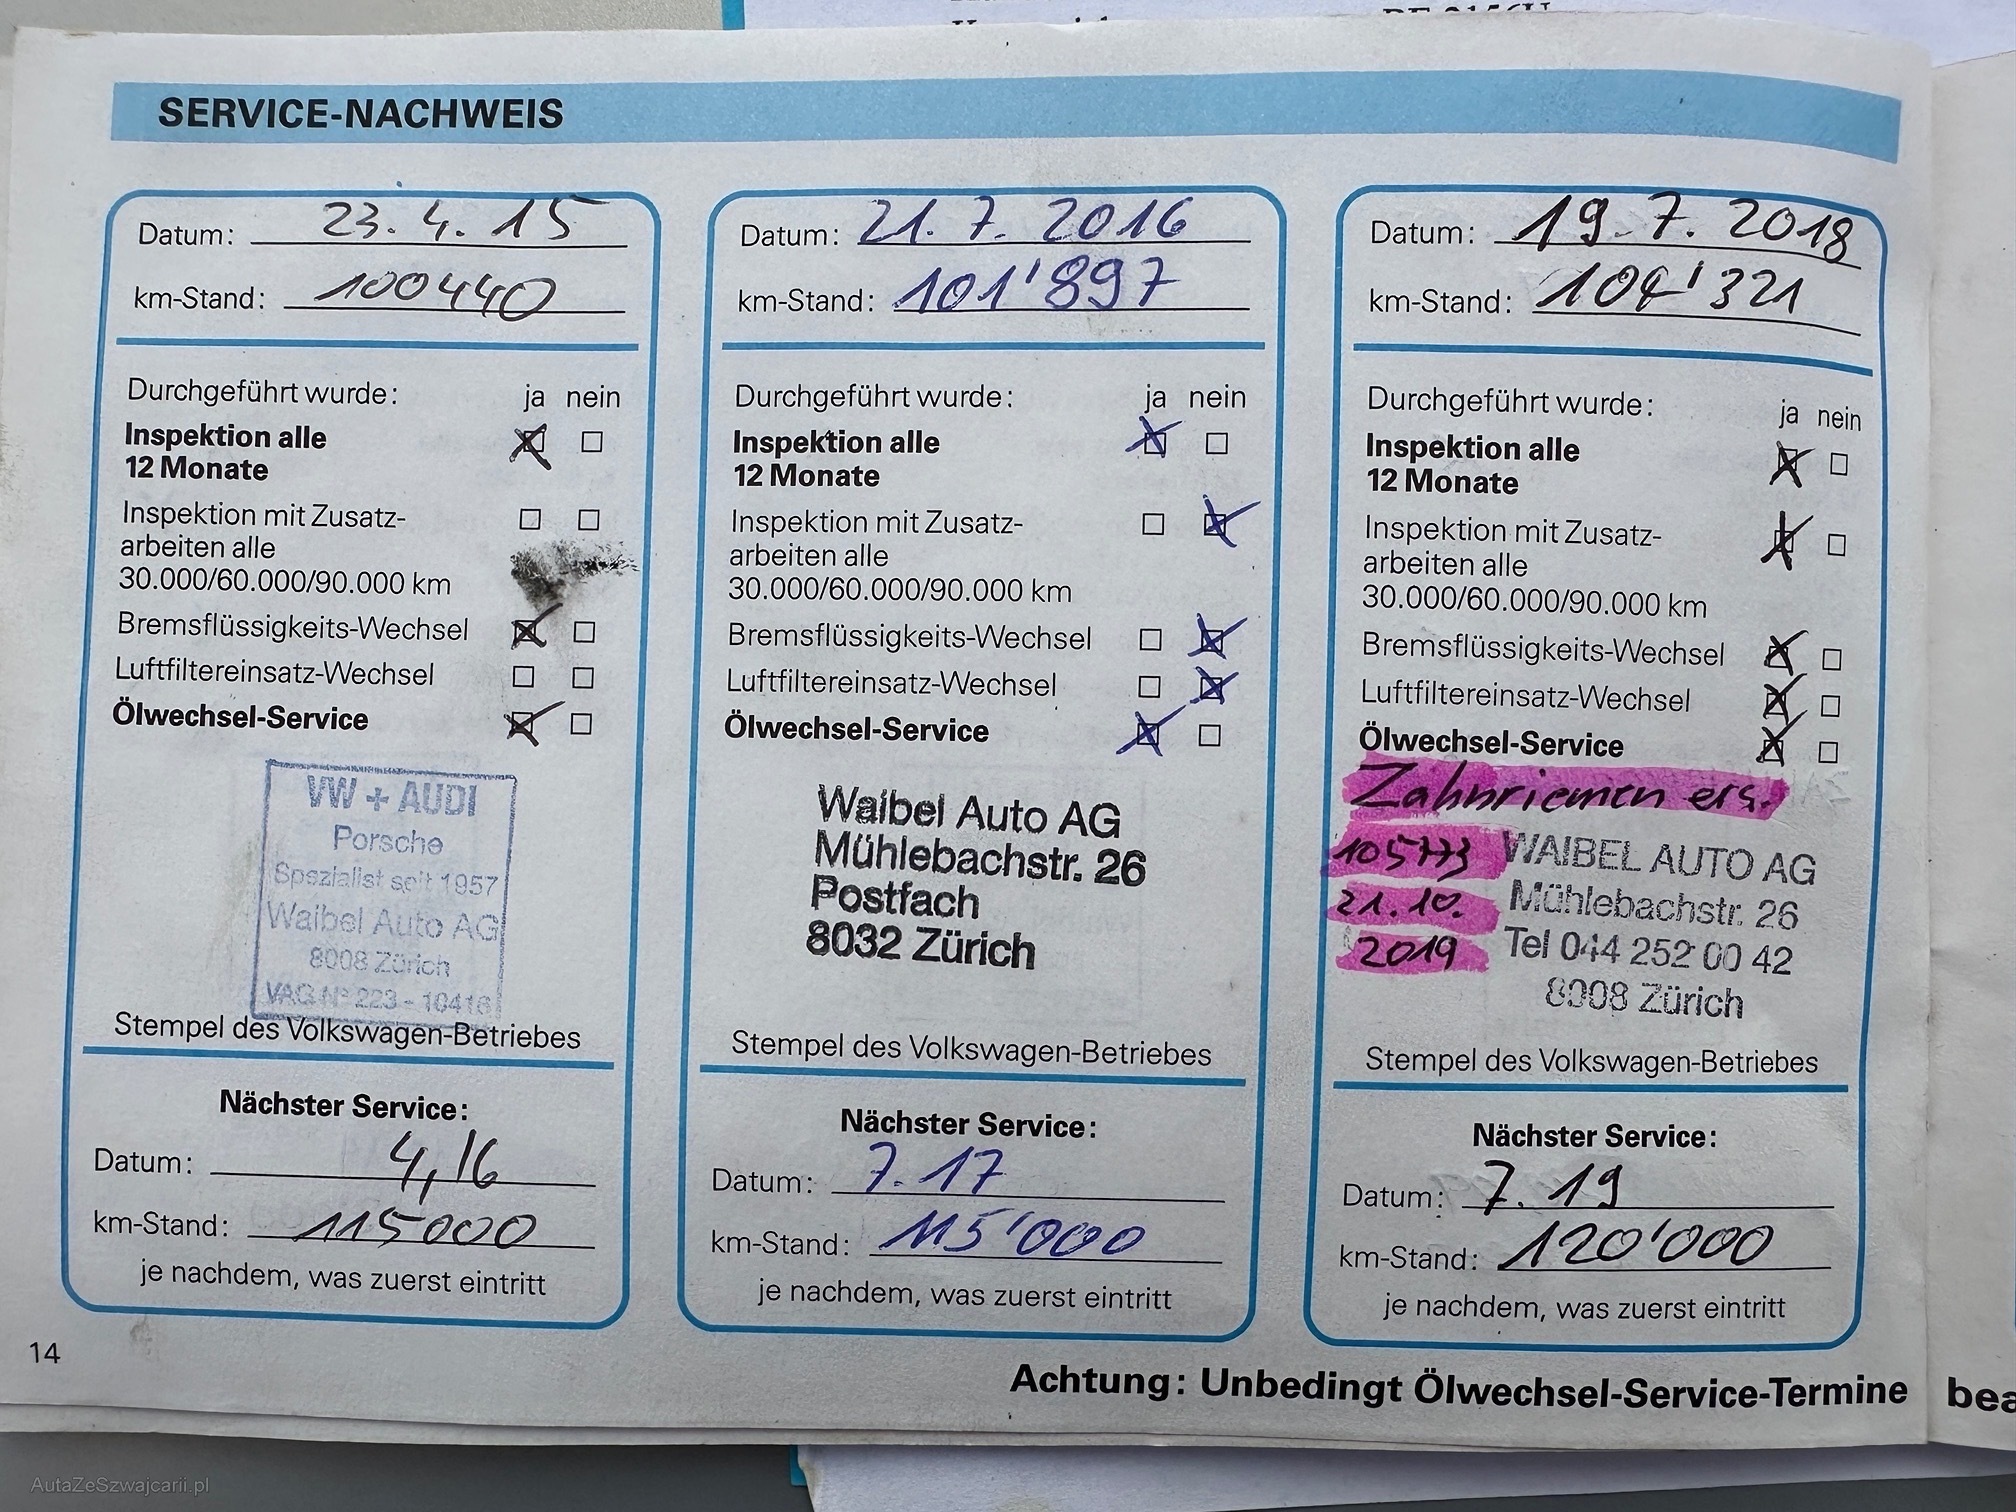 SERVICE-NACHWEIS
Datum: 23.4.15
km-Stand: 100440
Durchgeführt wurde: ja nein
Inspektion alle
12 Monate
Inspektion mit Zusatz-
arbeiten alle
30.000/60.000/90.000 km
Bremsflüssigkeits-Wechsel
Luftfiltereinsatz-Wechsel
Ölwechsel-Service
VW + AUDI
Porsche
Spezialist seit 1957
Waibel Auto AG
8008 Zürich
VAG Nº 223 - 10416
Stempel des Volkswagen-Betriebes
Nächster Service:
Datum: 4,16
km-Stand: 115000
je nachdem, was zuerst eintritt
14
Datum: 21.7.2016
km-Stand: 101'897
Durchgeführt wurde: ja nein
Inspektion alle
12 Monate
Inspektion mit Zusatz-
arbeiten alle
30.000/60.000/90.000 km
Bremsflüssigkeits-Wechsel
Luftfiltereinsatz-Wechsel
Ölwechsel-Service
Waibel Auto AG
Mühlebachstr. 26
Postfach
8032 Zürich
Stempel des Volkswagen-Betriebes
Nächster Service:
Datum: 7.17
km-Stand: 115'000
je nachdem, was zuerst eintritt
Datum: 19.7.2018
km-Stand: 104'321
Durchgeführt wurde: ja nein
Inspektion alle
12 Monate
Inspektion mit Zusatz-
arbeiten alle
30.000/60.000/90.000 km
Bremsflüssigkeits-Wechsel
Luftfiltereinsatz-Wechsel
Ölwechsel-Service
Zahnriemen ers.
105773
21.10.
2019
WAIBEL AUTO AG
Mühlebachstr. 26
Tel 044 252 00 42
8008 Zürich
Stempel des Volkswagen-Betriebes
Nächster Service:
Datum: 7.19
km-Stand: 120'000
je nachdem, was zuerst eintritt
Achtung: Unbedingt Ölwechsel-Service-Termine bea
AutaZeSzwajcarii.pl